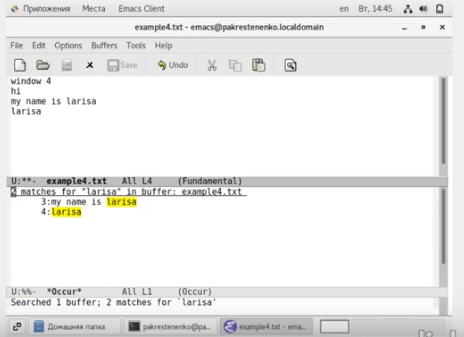 Приложения Места Emacs Client en Вт, 14:45
example4.txt - emacs@pakrestenenko.localdomain
File Edit Options Buffers Tools Help
Save Undo
window 4
hi
my name is larisa
larisa
U:**- example4.txt All L4 (Fundamental)
2 matches for "larisa" in buffer: example4.txt
3:my name is larisa
4:larisa
U:%%- *Occur* All L1 (Occur)
Searched 1 buffer; 2 matches for `larisa'
Домашняя папка pakrestenenko@pa... example4.txt - ema...